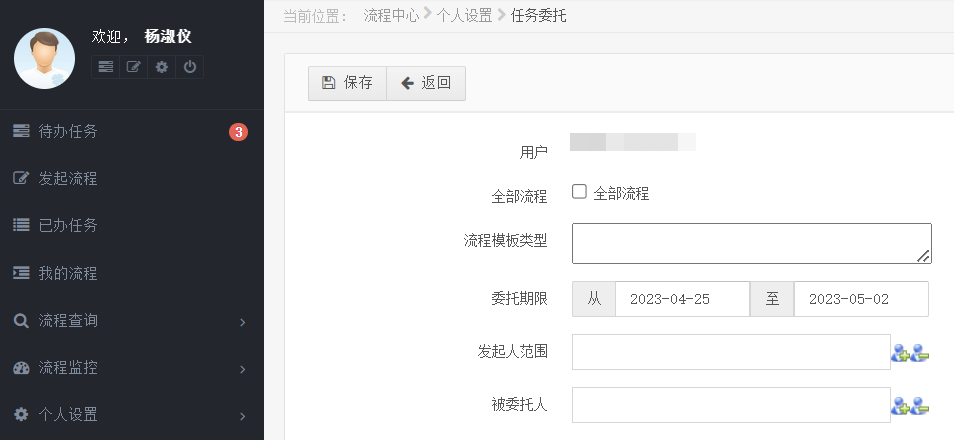 欢迎， 杨淑仪
待办任务 3
发起流程
已办任务
我的流程
流程查询
流程监控
个人设置
当前位置： 流程中心 个人设置 任务委托
保存 返回
用户
全部流程 全部流程
流程模板类型
委托期限 从 2023-04-25 至 2023-05-02
发起人范围
被委托人